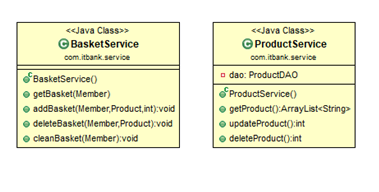 <<Java Class>>
BasketService
com.itbank.service
BasketService()
getBasket(Member)
addBasket(Member,Product,int):void
deleteBasket(Member,Product):void
cleanBasket(Member):void
<<Java Class>>
ProductService
com.itbank.service
dao: ProductDAO
ProductService()
getProduct():ArrayList<String>
updateProduct():int
deleteProduct():int